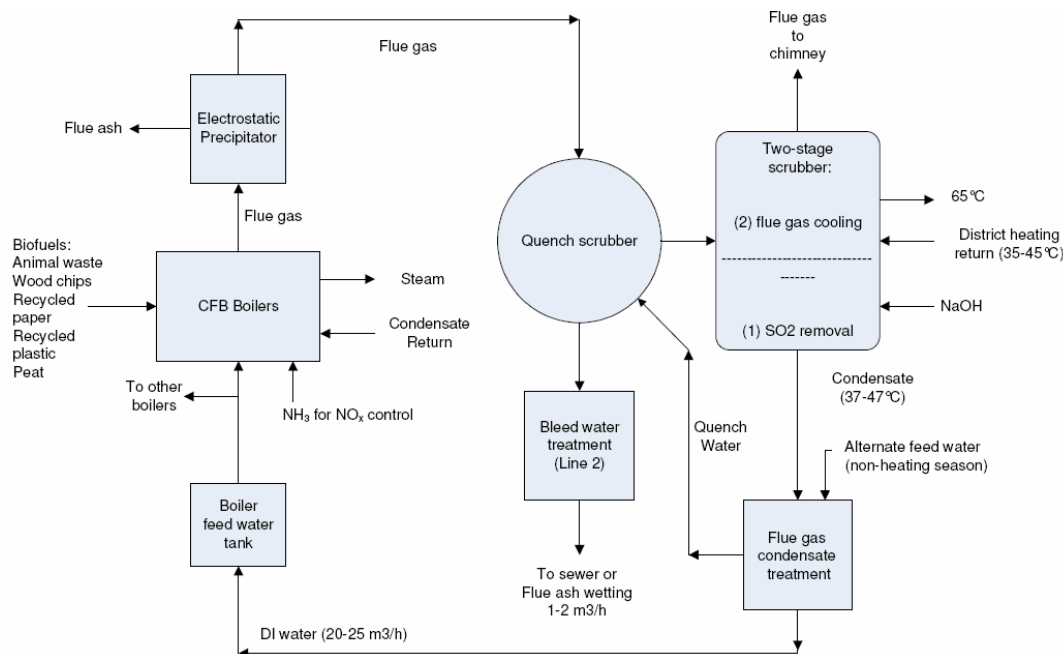 Flue gas
to
chimney
Flue gas
Electrostatic
Precipitator
Flue ash
Two-stage
scrubber:
65°C
(2) flue gas cooling
District heating
return (35-45°C)
----------------------------
-------
NaOH
(1) SO2 removal
Quench scrubber
Flue gas
Biofuels:
Animal waste
Wood chips
Recycled
paper
Recycled
plastic
Peat
CFB Boilers
Steam
Condensate
Return
To other
boilers
NH3 for NOx control
Condensate
(37-47°C)
Bleed water
treatment
(Line 2)
Quench
Water
Alternate feed water
(non-heating season)
Boiler
feed water
tank
Flue gas
condensate
treatment
To sewer or
Flue ash wetting
1-2 m3/h
DI water (20-25 m3/h)